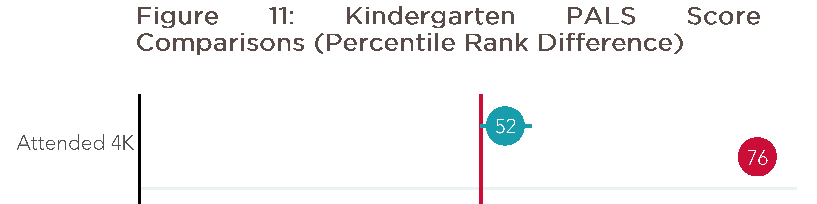 Figure 11: Kindergarten PALS Score
Comparisons (Percentile Rank Difference)
52
Attended 4K
76